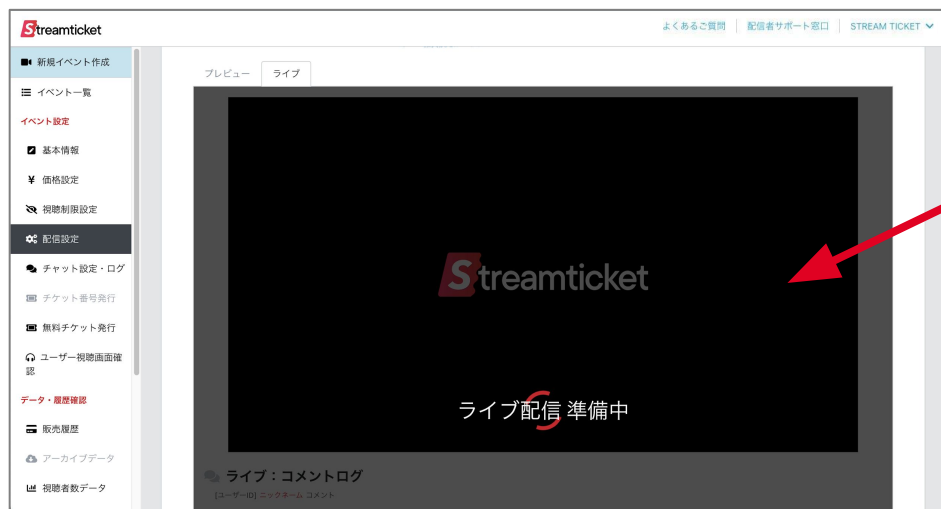 Streamticket
よくあるご質問
配信者サポート窓口
STREAM TICKET
新規イベント作成
イベント一覧
イベント設定
基本情報
価格設定
視聴制限設定
配信設定
チャット設定・ログ
チケット番号発行
無料チケット発行
ユーザー視聴画面確
認
データ・履歴確認
販売履歴
アーカイブデータ
視聴者数データ
プレビュー
ライブ
Streamticket
ライブ配信 準備中
ライブ：コメントログ
[ユーザーID] ニックネーム コメント